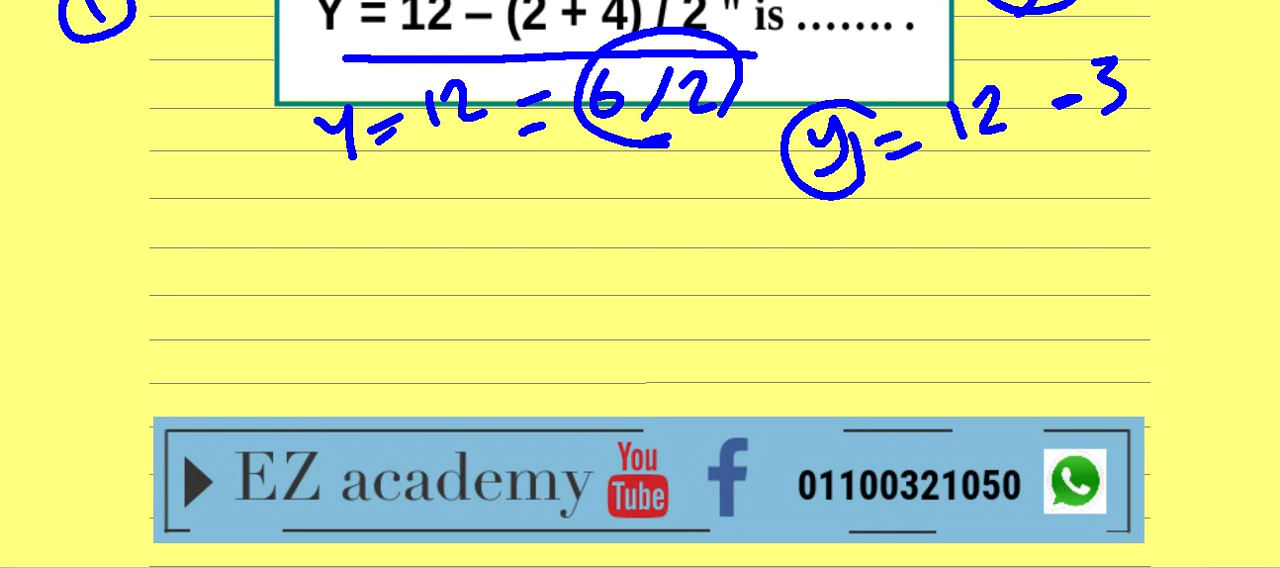 Y = 12 – (2 + 4) / 2 " is ....... .
Y = 12 = 6/2
y = 12 - 3
EZ academy You Tube f 01100321050